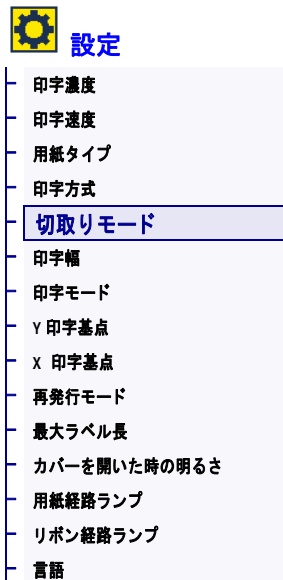 設定
印字濃度
印字速度
用紙タイプ
印字方式
切取りモード
印字幅
印字モード
Y 印字基点
X 印字基点
再発行モード
最大ラベル長
カバーを開いた時の明るさ
用紙経路ランプ
リボン経路ランプ
言語